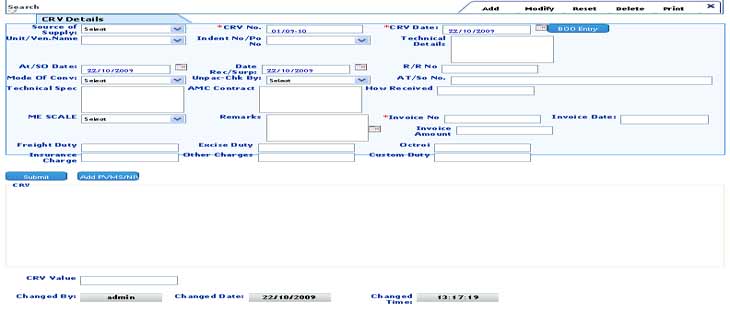 Search
Add Modify Reset Delete Print X
CRV Details
Source of Supply: Select *CRV No. 01/09-10 *CRV Date: 22/10/2009 BOO Entry
Unit/Ven.Name Indent No/Po No Technical Details
At/SO Date: 22/10/2009 Date Rec/Surp: 22/10/2009 R/R No
Mode Of Conv: Select Unpac-Chk By: Select AT/So No.
Technical Spec AMC Contract How Received
ME SCALE Select Remarks *Invoice No Invoice Date:
Invoice Amount
Freight Duty Excise Duty Octroi
Insurance Charge Other Charges Custom Duty
Submit Add PVMS/NIV
CRV
CRV Value
Changed By: admin Changed Date: 22/10/2009 Changed Time: 13:17:19